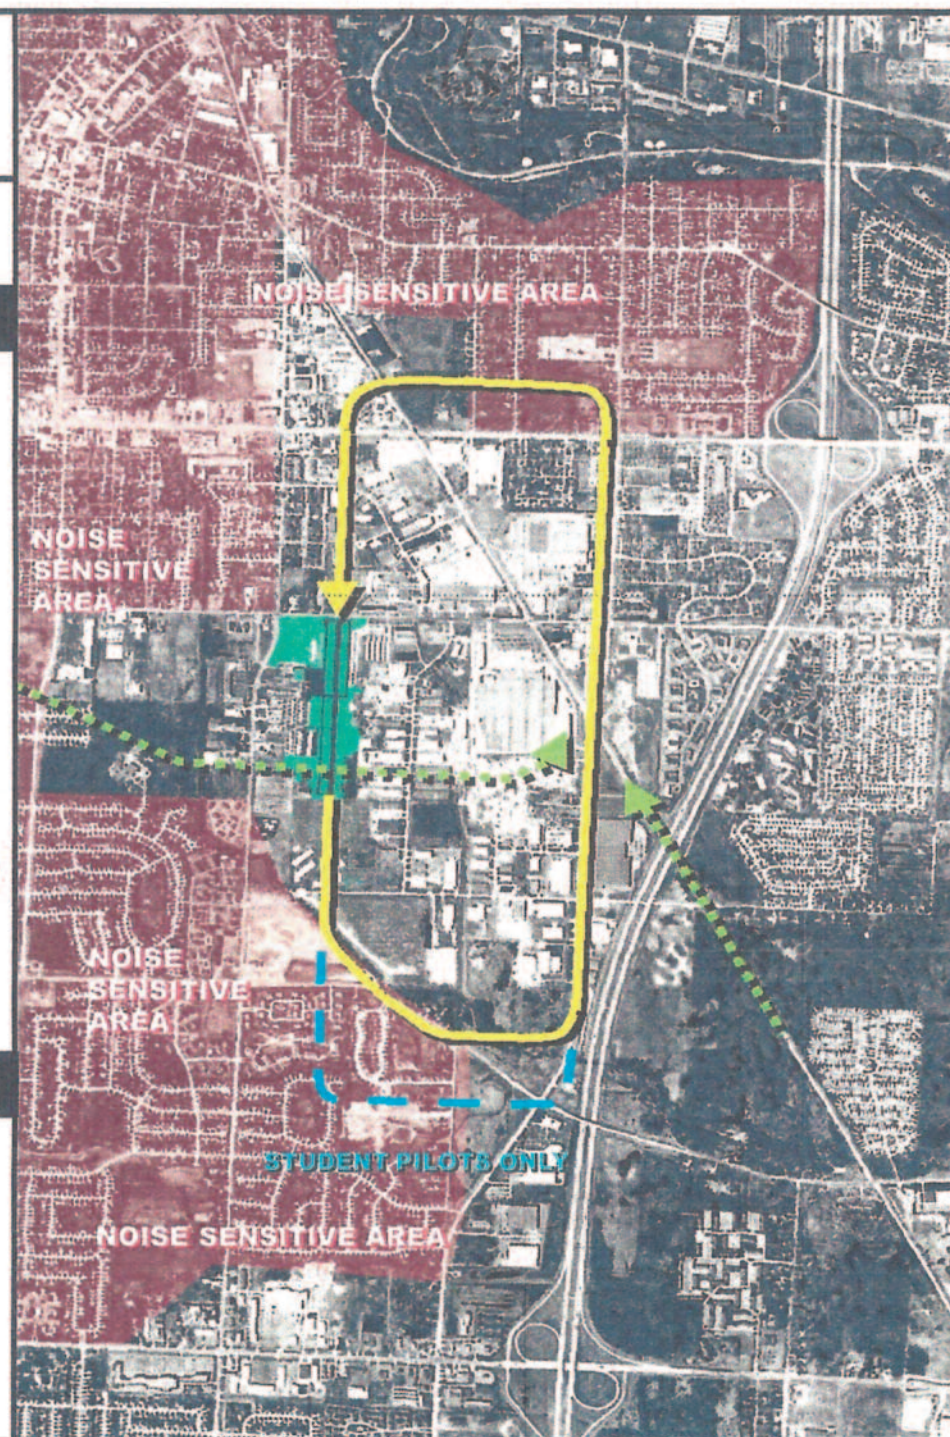 NOISE SENSITIVE AREA
NOISE
SENSITIVE
AREA
NOISE
SENSITIVE
AREA
STUDENT PILOTS ONLY
NOISE SENSITIVE AREA